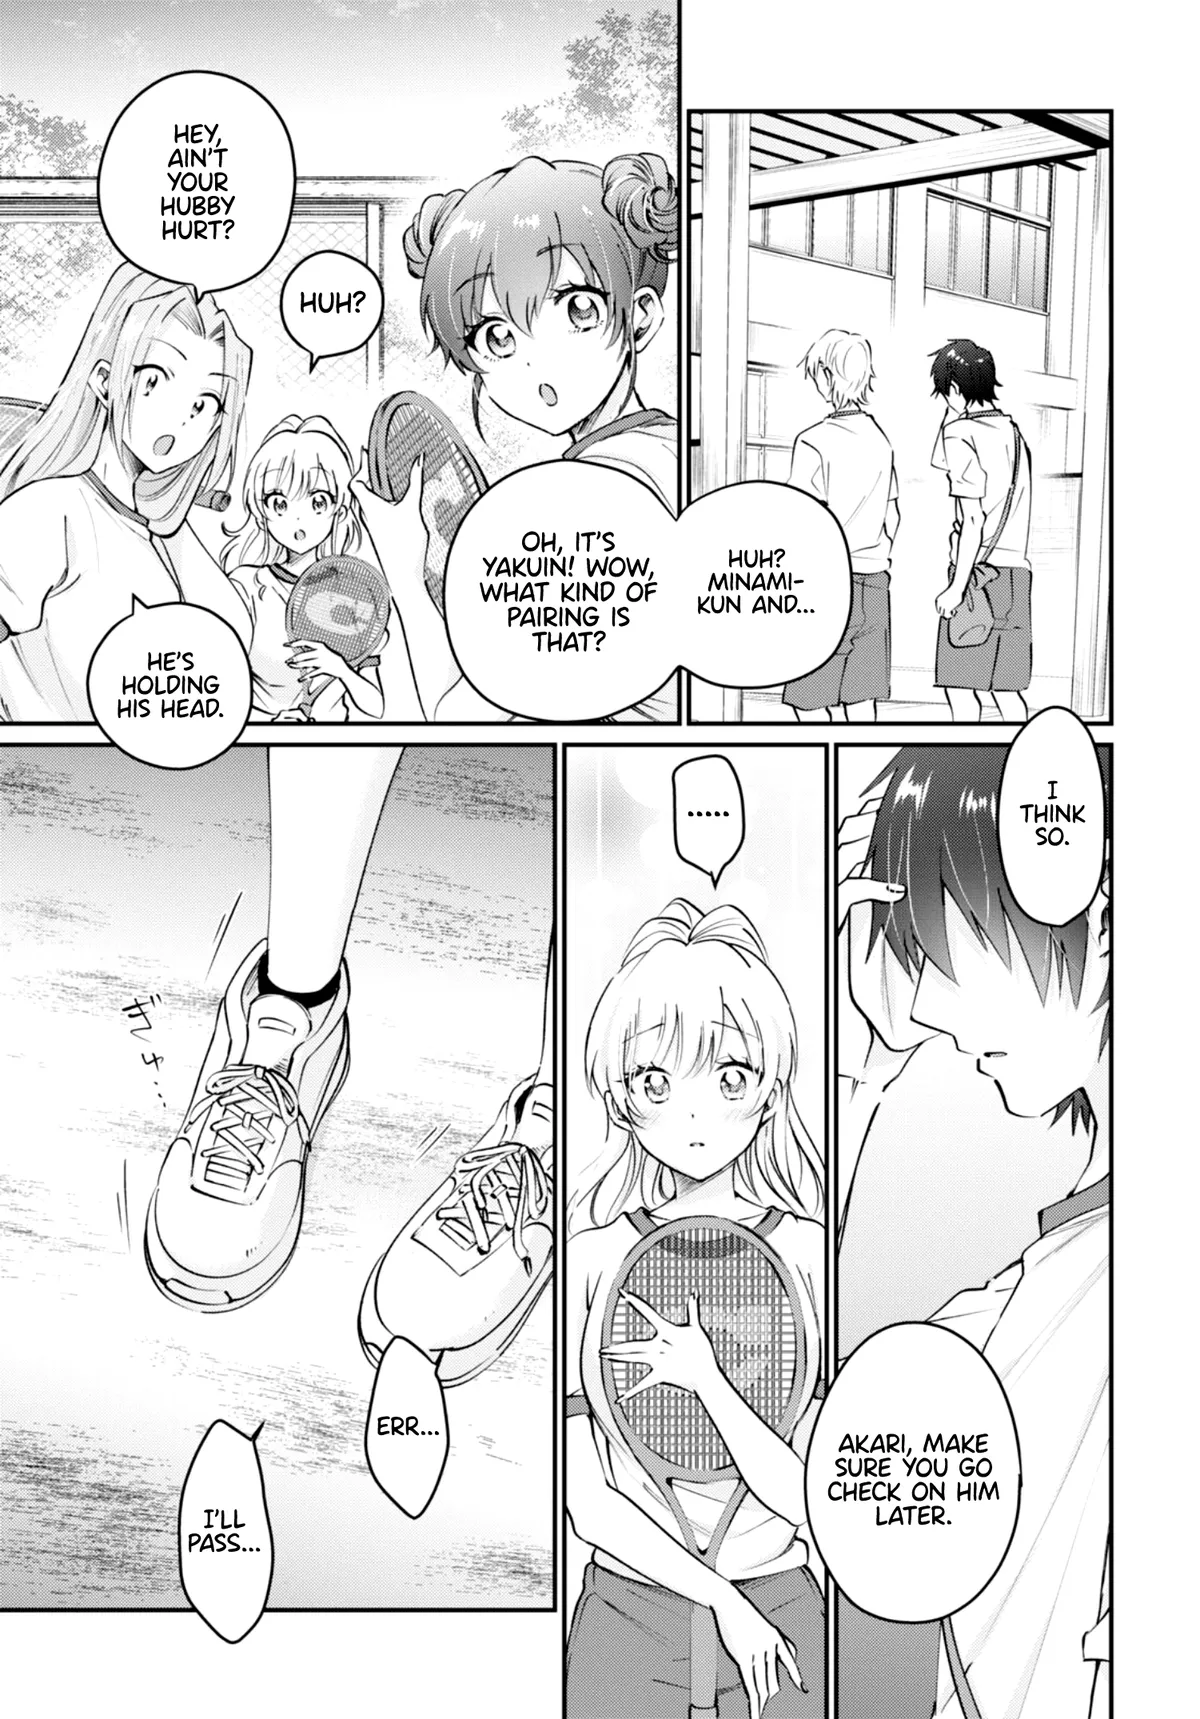 HUH?
MINAMI-
KUN AND...
OH, IT'S
YAKUIN! WOW,
WHAT KIND OF
PAIRING IS
THAT?
HEY,
AIN'T
YOUR
HUBBY
HURT?
HUH?
HE'S
HOLDING
HIS HEAD.
I
THINK
SO.
AKARI, MAKE
SURE YOU GO
CHECK ON HIM
LATER.
.....
ぎ
ゅ
...
ERR...
I'LL
PASS...